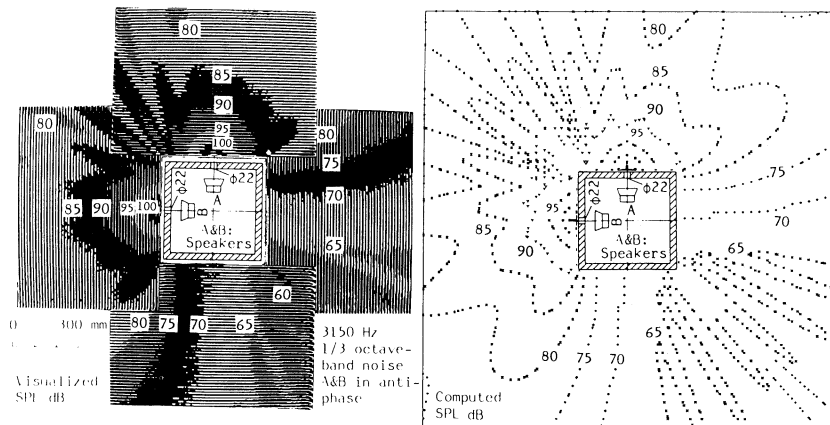 80
85
90
95
100
80
80
75
70
65
60
85
90
95
100
φ22
φ22
A
B
A&B:
Speakers
80
75
70
65
0 300 mm
Visualized
SPL dB
3150 Hz
1/3 octave-
band noise
A&B in anti-
phase
80
85
90
95
75
70
65
95
85
90
φ22
φ22
A
B
A&B:
Speakers
80
75
70
65
Computed
SPL dB